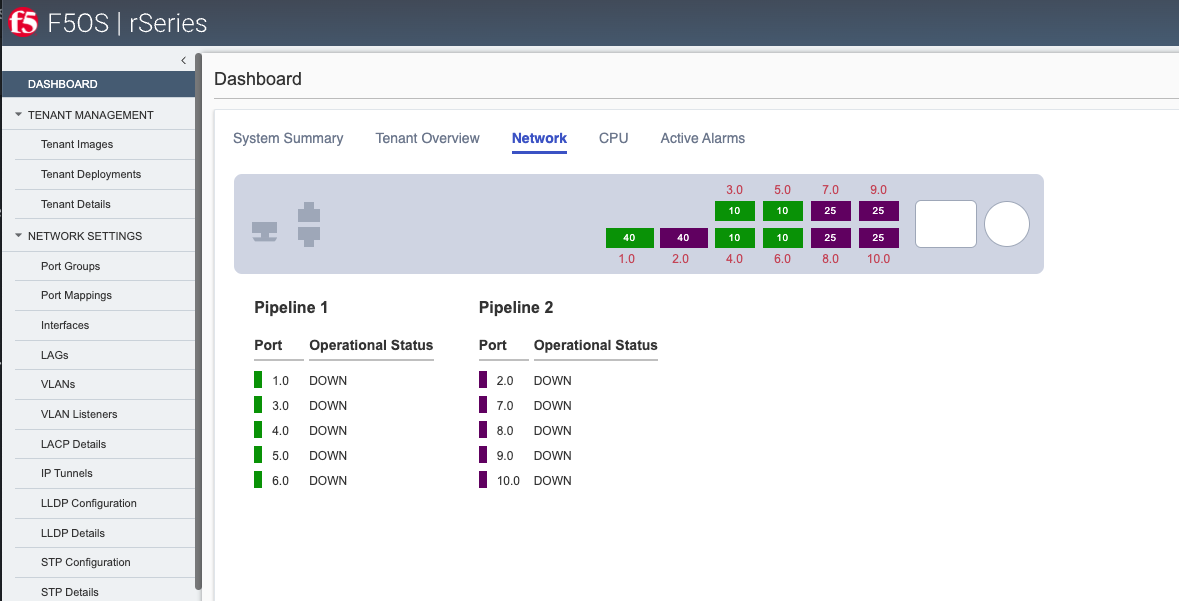 f5 F5OS | rSeries
DASHBOARD
TENANT MANAGEMENT
Tenant Images
Tenant Deployments
Tenant Details
NETWORK SETTINGS
Port Groups
Port Mappings
Interfaces
LAGs
VLANs
VLAN Listeners
LACP Details
IP Tunnels
LLDP Configuration
LLDP Details
STP Configuration
STP Details
Dashboard
System Summary Tenant Overview Network CPU Active Alarms
3.0 5.0 7.0 9.0
10 10 25 25
40 40 10 10 25 25
1.0 2.0 4.0 6.0 8.0 10.0
Pipeline 1
Port Operational Status
1.0 DOWN
3.0 DOWN
4.0 DOWN
5.0 DOWN
6.0 DOWN
Pipeline 2
Port Operational Status
2.0 DOWN
7.0 DOWN
8.0 DOWN
9.0 DOWN
10.0 DOWN